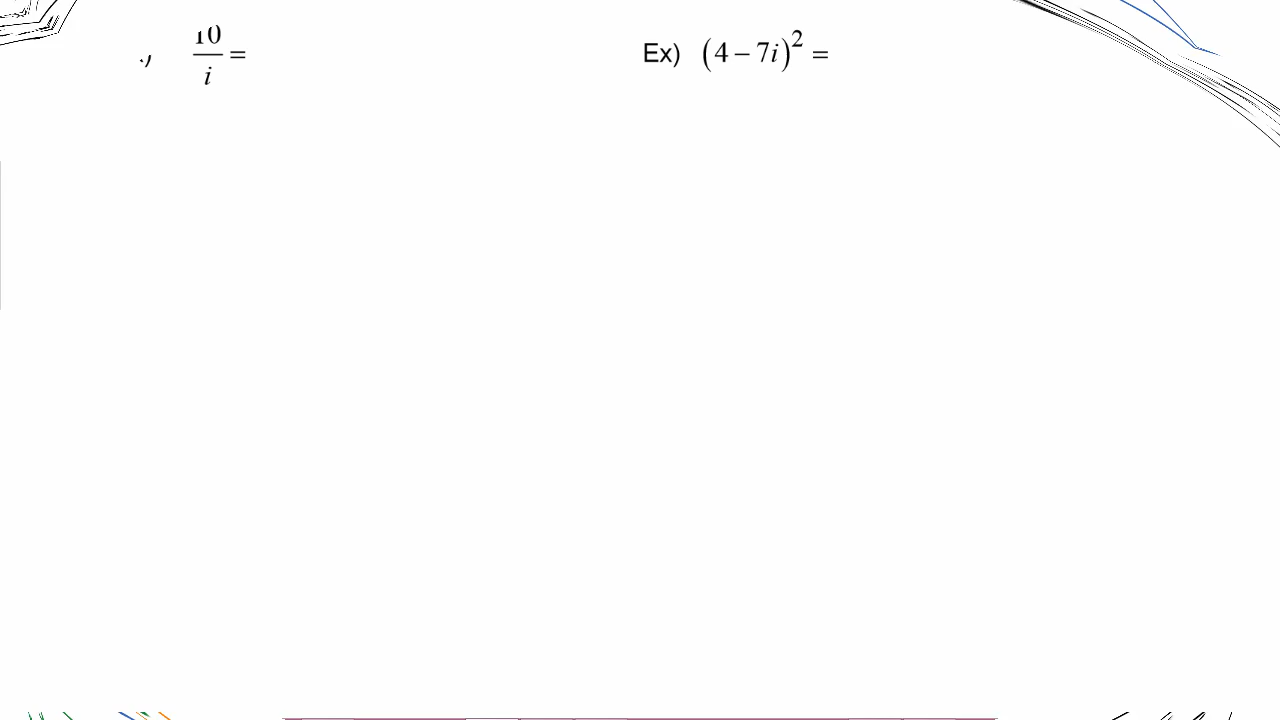 10/i =
Ex) (4 – 7i)² =